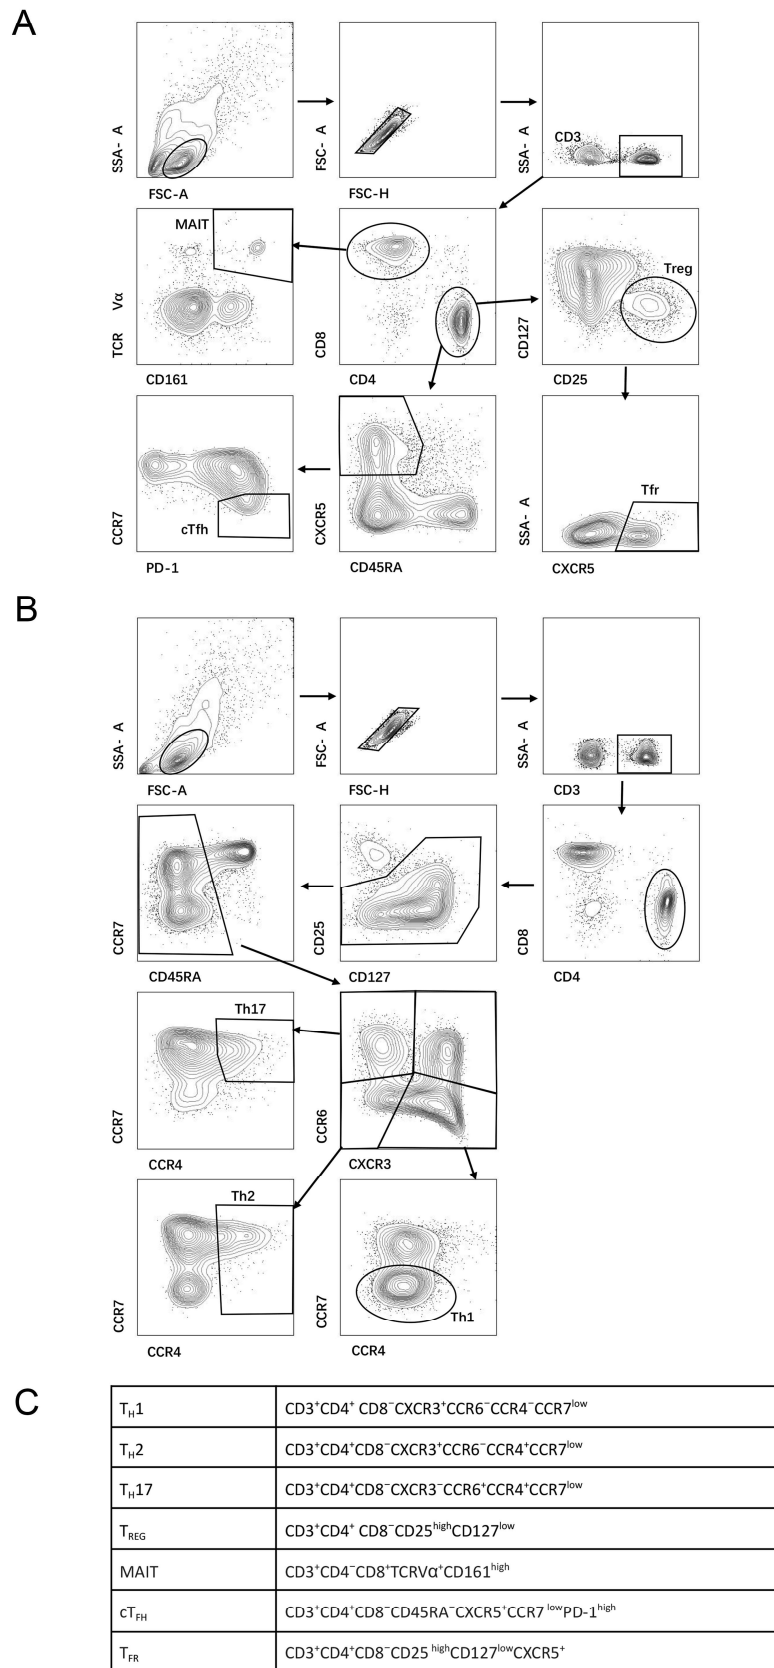 A
SSA- A
FSC-A
FSC- A
FSC-H
SSA- A
CD3
MAIT
TCR Vα
CD161
CD8
CD4
Treg
CD127
CD25
CCR7
cTfh
PD-1
CXCR5
CD45RA
SSA- A
Tfr
CXCR5
B
SSA- A
FSC-A
FSC- A
FSC-H
SSA- A
CD3
CCR7
CD45RA
CD25
CD127
CD8
CD4
Th17
CCR7
CCR4
CCR6
CXCR3
Th2
CCR7
CCR4
CCR7
Th1
CCR4
C
TH1 CD3⁺CD4⁺ CD8⁻CXCR3⁺CCR6⁻CCR4⁻CCR7low
TH2 CD3⁺CD4⁺CD8⁻CXCR3⁺CCR6⁻CCR4⁺CCR7low
TH17 CD3⁺CD4⁺CD8⁻CXCR3⁻CCR6⁺CCR4⁺CCR7low
TREG CD3⁺CD4⁺ CD8⁻CD25highCD127low
MAIT CD3⁺CD4⁻CD8⁺TCRVα⁺CD161high
cTFH CD3⁺CD4⁺CD8⁻CD45RA⁻CXCR5⁺CCR7 lowPD-1high
TFR CD3⁺CD4⁺CD8⁻CD25 highCD127lowCXCR5⁺